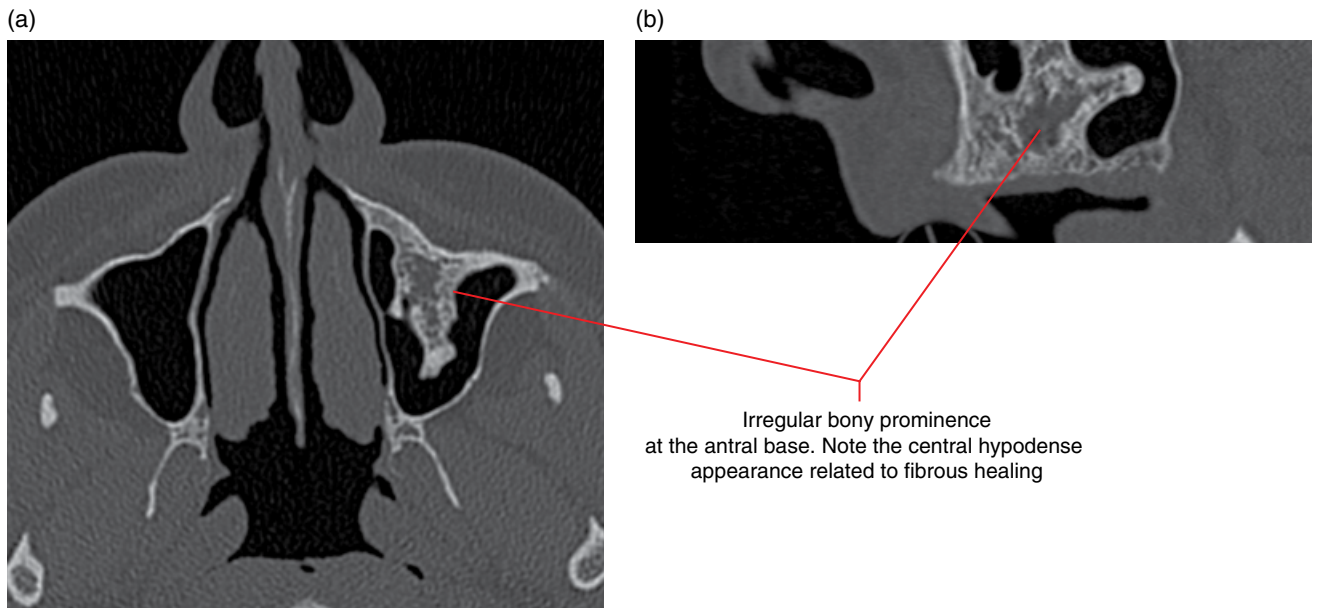 (a)
(b)
Irregular bony prominence
at the antral base. Note the central hypodense
appearance related to fibrous healing